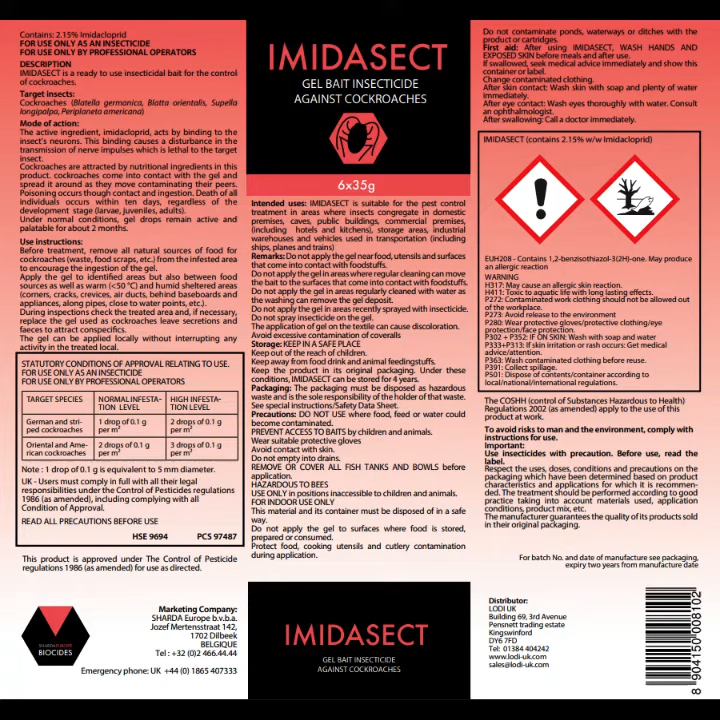 Contains: 2.15% Imidacloprid
FOR USE ONLY AS AN INSECTICIDE
FOR USE ONLY BY PROFESSIONAL OPERATORS
DESCRIPTION
IMIDASECT is a ready to use insecticidal bait for the control
of cockroaches.
Target insects:
Cockroaches (Blatella germanica, Blatta orientalis, Supella
longipalpa, Periplaneta americana)
Mode of action:
The active ingredient, imidacloprid, acts by binding to the
insect's neurons. This binding causes a disturbance in the
transmission of nerve impulses which is lethal to the target
insect.
Cockroaches are attracted by nutritional ingredients in this
product. cockroaches come into contact with the gel and
spread it around as they move contaminating their peers.
Poisoning occurs though contact and ingestion. Death of all
individuals occurs within ten days, regardless of the
development stage (larvae, juveniles, adults).
Under normal conditions, gel drops remain active and
palatable for about 2 months.
Use instructions:
Before treatment, remove all natural sources of food for
cockroaches (waste, food scraps, etc.) from the infested area
to encourage the ingestion of the gel.
Apply the gel to identified areas but also between food
sources as well as warm (<50 °C) and humid sheltered areas
(corners, cracks, crevices, air ducts, behind baseboards and
appliances, along pipes, close to water points, etc.).
During inspections check the treated area and, if necessary,
replace the gel used as cockroaches leave secretions and
faeces to attract conspecifics.
The gel can be applied locally without interrupting any
activity in the treated local.
STATUTORY CONDITIONS OF APPROVAL RELATING TO USE.
FOR USE ONLY AS AN INSECTICIDE
FOR USE ONLY BY PROFESSIONAL OPERATORS
TARGET SPECIES
NORMAL INFESTA-
TION LEVEL
HIGH INFESTA-
TION LEVEL
German and stri-
ped cockroaches
1 drop of 0.1 g
per m²
2 drops of 0.1 g
per m²
Oriental and Ame-
rican cockroaches
2 drops of 0.1 g
per m²
3 drops of 0.1 g
per m²
Note : 1 drop of 0.1 g is equivalent to 5 mm diameter.
UK - Users must comply in full with all their legal
responsibilities under the Control of Pesticides regulations
1986 (as amended), including complying with all
Condition of Approval.
READ ALL PRECAUTIONS BEFORE USE
HSE 9694 PCS 97487
This product is approved under The Control of Pesticide
regulations 1986 (as amended) for use as directed.
SHARDA EUROPE
BIOCIDES
Marketing Company:
SHARDA Europe b.v.b.a.
Jozef Mertensstraat 142,
1702 Dilbeek
BELGIQUE
Tel : +32 (0)2 466.44.44
Emergency phone: UK +44 (0) 1865 407333
IMIDASECT
GEL BAIT INSECTICIDE
AGAINST COCKROACHES
6x35g
Intended uses: IMIDASECT is suitable for the pest control
treatment in areas where insects congregate in domestic
premises, caves, public buildings, commercial premises,
(including hotels and kitchens), storage areas, industrial
warehouses and vehicles used in transportation (including
ships, planes and trains)
Remarks: Do not apply the gel near food, utensils and surfaces
that come into contact with foodstuffs.
Do not apply the gel in areas where regular cleaning can move
the bait to the surfaces that come into contact with foodstuffs.
Do not apply the gel in areas regularly cleaned with water as
the washing can remove the gel deposit.
Do not apply the gel in areas recently sprayed with insecticide.
Do not spray insecticide on the gel.
The application of gel on the textile can cause discoloration.
Avoid excessive contamination of coveralls
Storage: KEEP IN A SAFE PLACE
Keep out of the reach of children.
Keep away from food drink and animal feedingstuffs.
Keep the product in its original packaging. Under these
conditions, IMIDASECT can be stored for 4 years.
Packaging: The packaging must be disposed as hazardous
waste and is the sole responsibility of the holder of that waste.
See special instructions/Safety Data Sheet.
Precautions: DO NOT USE where food, feed or water could
become contaminated.
PREVENT ACCESS TO BAITS by children and animals.
Wear suitable protective gloves
Avoid contact with skin.
Do not empty into drains.
REMOVE OR COVER ALL FISH TANKS AND BOWLS before
application.
HAZARDOUS TO BEES
USE ONLY in positions inaccessible to children and animals.
FOR INDOOR USE ONLY
This material and its container must be disposed of in a safe
way.
Do not apply the gel to surfaces where food is stored,
prepared or consumed.
Protect food, cooking utensils and cutlery contamination
during application.
IMIDASECT
GEL BAIT INSECTICIDE
AGAINST COCKROACHES
Do not contaminate ponds, waterways or ditches with the
product or cartridges.
First aid: After using IMIDASECT, WASH HANDS AND
EXPOSED SKIN before meals and after use.
If swallowed, seek medical advice immediately and show this
container or label.
Change contaminated clothing.
After skin contact: Wash skin with soap and plenty of water
immediately.
After eye contact: Wash eyes thoroughly with water. Consult
an ophthalmologist.
After swallowing: Call a doctor immediately.
IMIDASECT (contains 2.15% w/w Imidacloprid)
EUH208 - Contains 1,2-benzisothiazol-3(2H)-one. May produce
an allergic reaction
WARNING
H317: May cause an allergic skin reaction.
H411: Toxic to aquatic life with long lasting effects.
P272: Contaminated work clothing should not be allowed out
of the workplace.
P273: Avoid release to the environment
P280: Wear protective gloves/protective clothing/eye
protection/face protection.
P302 + P352: IF ON SKIN: Wash with soap and water
P333+P313: If skin irritation or rash occurs: Get medical
advice/attention.
P363: Wash contaminated clothing before reuse.
P391: Collect spillage.
P501: Dispose of contents/container according to
local/national/international regulations.
The COSHH (control of Substances Hazardous to Health)
Regulations 2002 (as amended) apply to the use of this
product at work.
To avoid risks to man and the environment, comply with
instructions for use.
Important:
Use Insecticides with precaution. Before use, read the
label.
Respect the uses, doses, conditions and precautions on the
packaging which have been determined based on product
characteristics and applications for which it is recommen-
ded. The treatment should be performed according to good
practice taking into account materials used, application
conditions, product mix, etc.
The manufacturer guarantees the quality of its products sold
in their original packaging.
For batch No. and date of manufacture see packaging,
expiry two years from manufacture date
Distributor:
LODI UK
Building 69, 3rd Avenue
Pensnett trading estate
Kingswinford
DY6 7FD
Tel: 01384 404242
www.lodi-uk.com
sales@lodi-uk.com
8 904150 008102